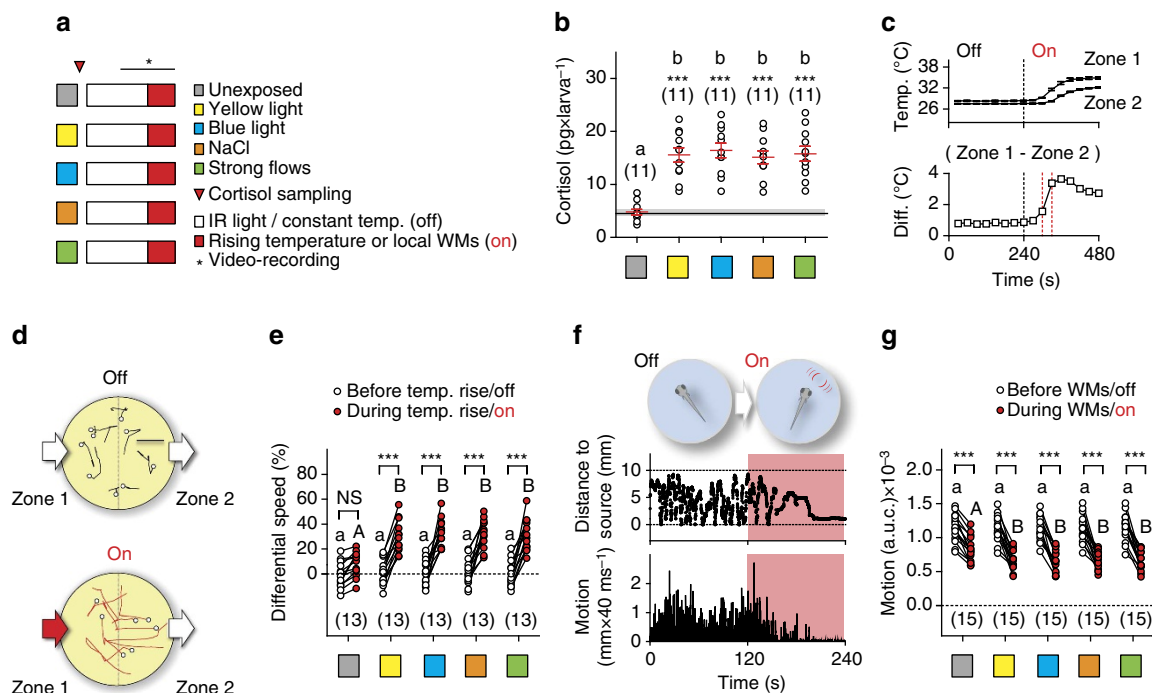 a
*
Unexposed
Yellow light
Blue light
NaCl
Strong flows
Cortisol sampling
IR light / constant temp. (off)
Rising temperature or local WMs (on)
* Video-recording
b
Cortisol (pg×larva⁻¹)
30
20
10
0
a
(11)
b
***
(11)
b
***
(11)
b
***
(11)
b
***
(11)
c
Off
On
Temp. (°C)
38
32
26
Zone 1
Zone 2
( Zone 1 - Zone 2 )
Diff. (°C)
4
2
0
0
240
480
Time (s)
d
Off
Zone 1
Zone 2
On
Zone 1
Zone 2
e
Before temp. rise/off
During temp. rise/on
Differential speed (%)
80
60
40
20
0
NS
***
***
***
***
a
A
a
B
a
B
a
B
a
B
(13)
(13)
(13)
(13)
(13)
f
Off
On
Distance to
source (mm)
10
0
Motion
(mm×40 ms⁻¹)
2
1
0
0
120
240
Time (s)
g
Before WMs/off
During WMs/on
Motion (a.u.c.)×10⁻³
2.0
1.5
1.0
0.5
0.0
***
***
***
***
***
a
A
a
B
a
B
a
B
a
B
(15)
(15)
(15)
(15)
(15)